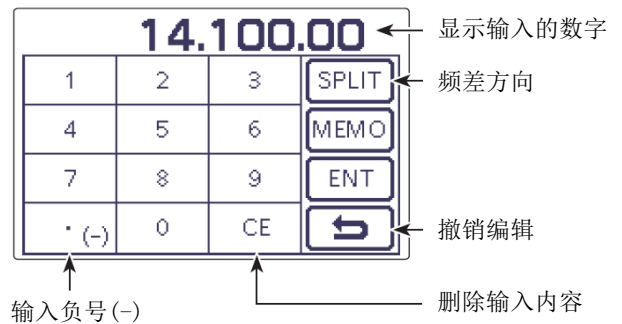 14.100.00 显示输入的数字
1 2 3 SPLIT 频差方向
4 5 6 MEMO
7 8 9 ENT
· (-) 0 CE 撤销编辑
输入负号(-) 删除输入内容